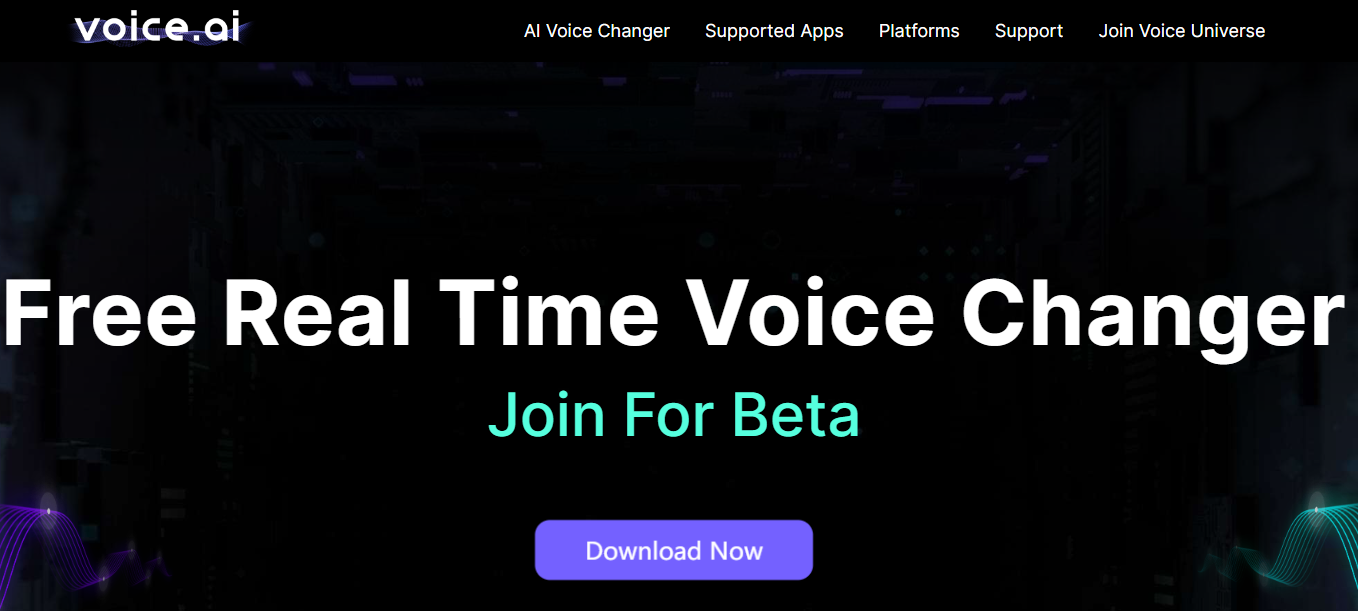 voice.ai
AI Voice Changer Supported Apps Platforms Support Join Voice Universe
Free Real Time Voice Changer
Join For Beta
Download Now